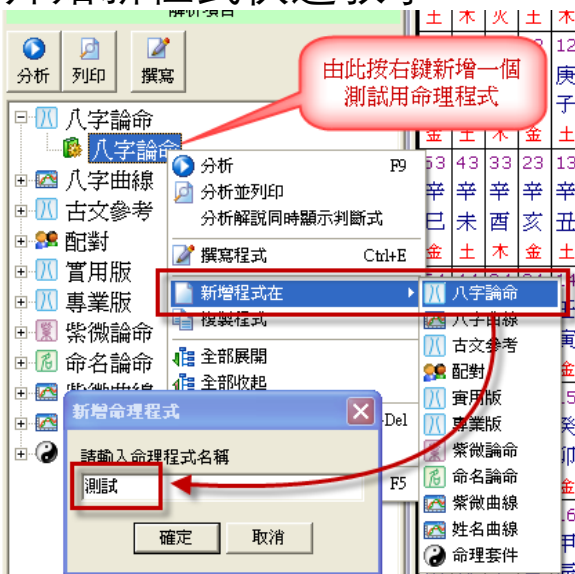 分析 列印 撰寫
由此按右鍵新增一個
測試用命理程式
土 木 火 土 木
金 土 木 金 土
53 43 33 23 13
辛 辛 辛 辛 辛
巳 未 酉 亥 丑
金 土 木 金 土
八字論命
八字論命
八字曲線
古文參考
配對
實用版
專業版
紫微論命
命名論命
分析 F9
分析並列印
分析解說同時顯示判斷式
撰寫程式 Ctrl+E
新增程式在
複製程式
全部展開
全部收起
-Del
F5
八字論命
八字曲線
古文參考
配對
實用版
專業版
紫微論命
命名論命
紫微曲線
姓名曲線
命理套件
新增命理程式
請輸入命理程式名稱
測試
確定 取消